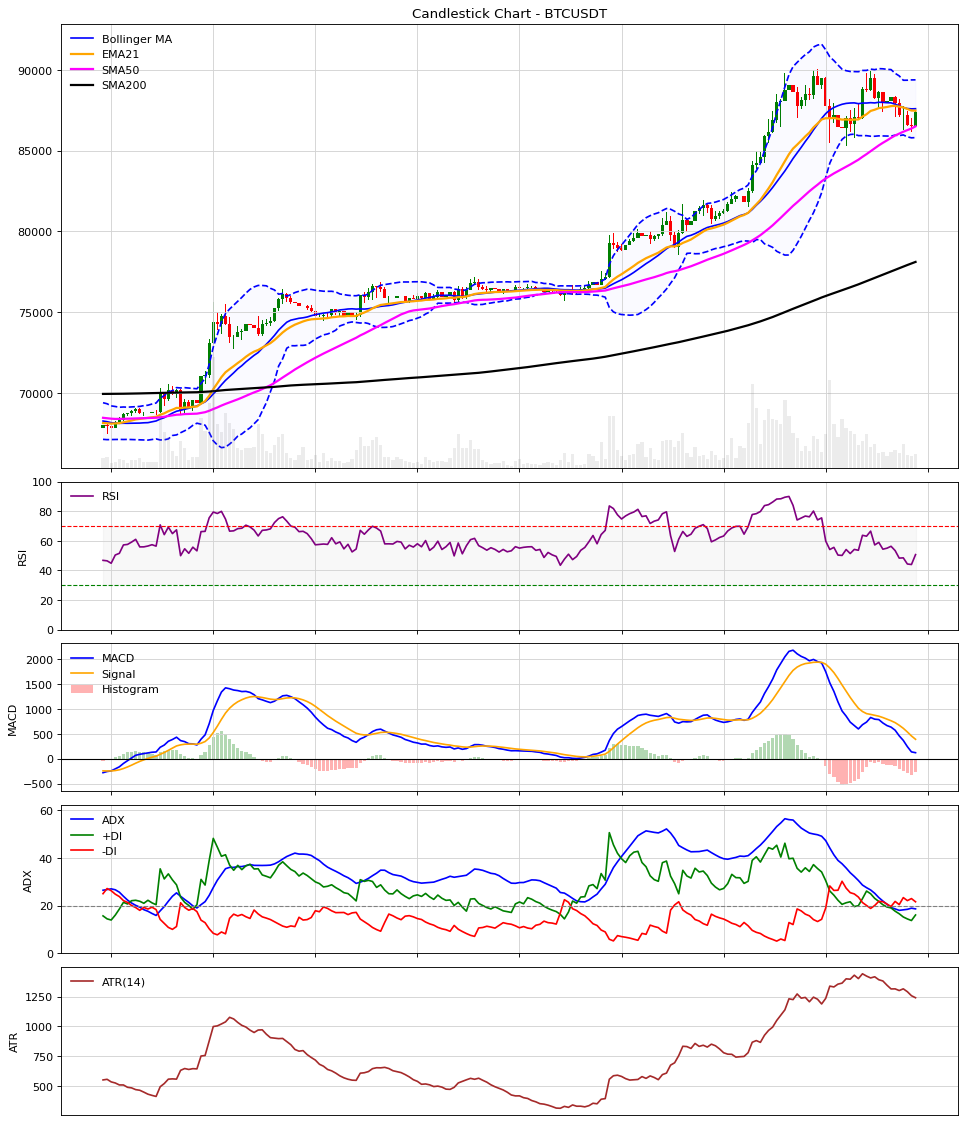 Candlestick Chart - BTCUSDT
Bollinger MA
EMA21
SMA50
SMA200
90000
85000
80000
75000
70000
RSI
100
80
60
40
20
0
RSI
MACD
Signal
Histogram
2000
1500
1000
500
0
−500
MACD
ADX
+DI
-DI
60
40
20
0
ADX
ATR(14)
1250
1000
750
500
ATR